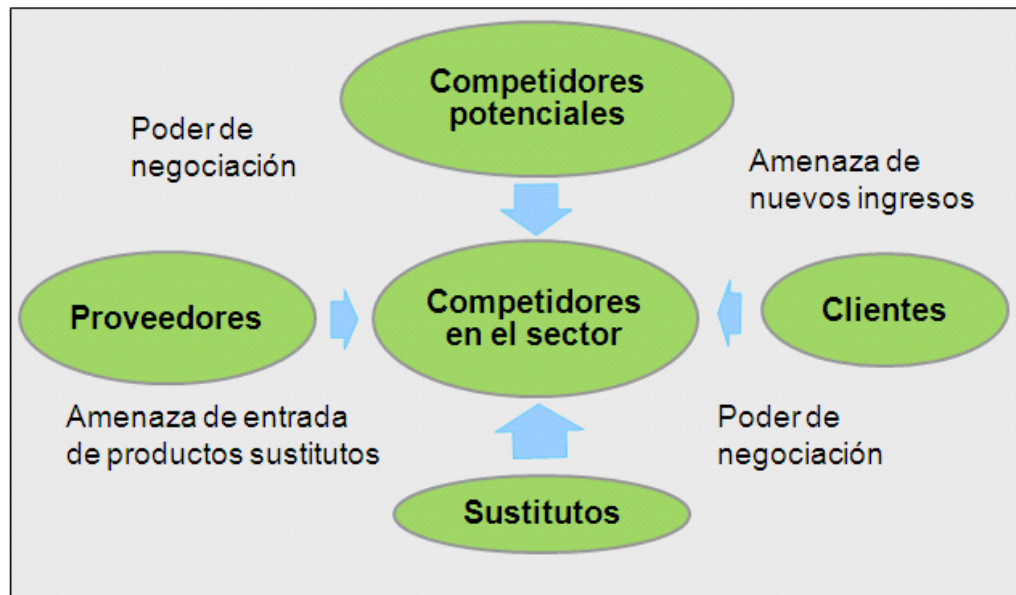 Competidores
potenciales
Poder de
negociación
Amenaza de
nuevos ingresos
Proveedores
Competidores
en el sector
Clientes
Amenaza de entrada
de productos sustitutos
Poder de
negociación
Sustitutos